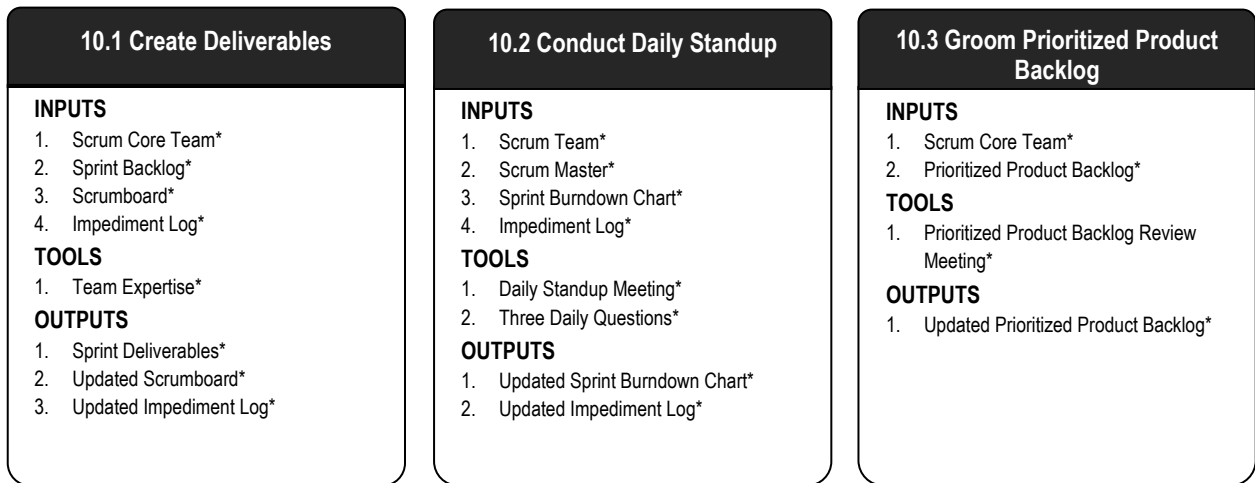 10.1 Create Deliverables
INPUTS
1. Scrum Core Team*
2. Sprint Backlog*
3. Scrumboard*
4. Impediment Log*
TOOLS
1. Team Expertise*
OUTPUTS
1. Sprint Deliverables*
2. Updated Scrumboard*
3. Updated Impediment Log*
10.2 Conduct Daily Standup
INPUTS
1. Scrum Team*
2. Scrum Master*
3. Sprint Burndown Chart*
4. Impediment Log*
TOOLS
1. Daily Standup Meeting*
2. Three Daily Questions*
OUTPUTS
1. Updated Sprint Burndown Chart*
2. Updated Impediment Log*
10.3 Groom Prioritized Product
Backlog
INPUTS
1. Scrum Core Team*
2. Prioritized Product Backlog*
TOOLS
1. Prioritized Product Backlog Review
Meeting*
OUTPUTS
1. Updated Prioritized Product Backlog*